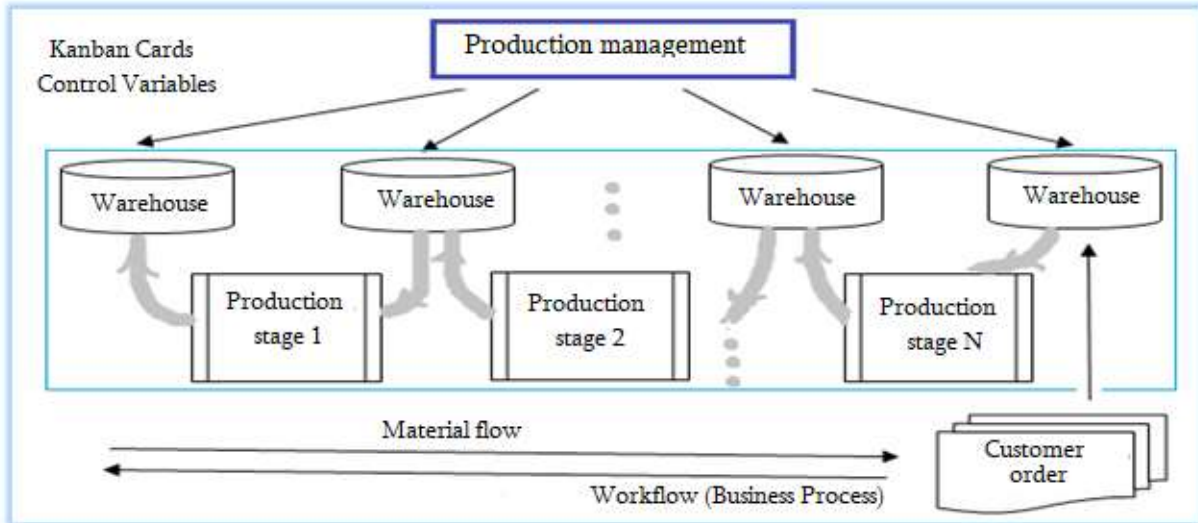 Kanban Cards
Control Variables
Production management
Warehouse
Warehouse
Warehouse
Warehouse
Production
stage 1
Production
stage 2
Production
stage N
Material flow
Workflow (Business Process)
Customer
order